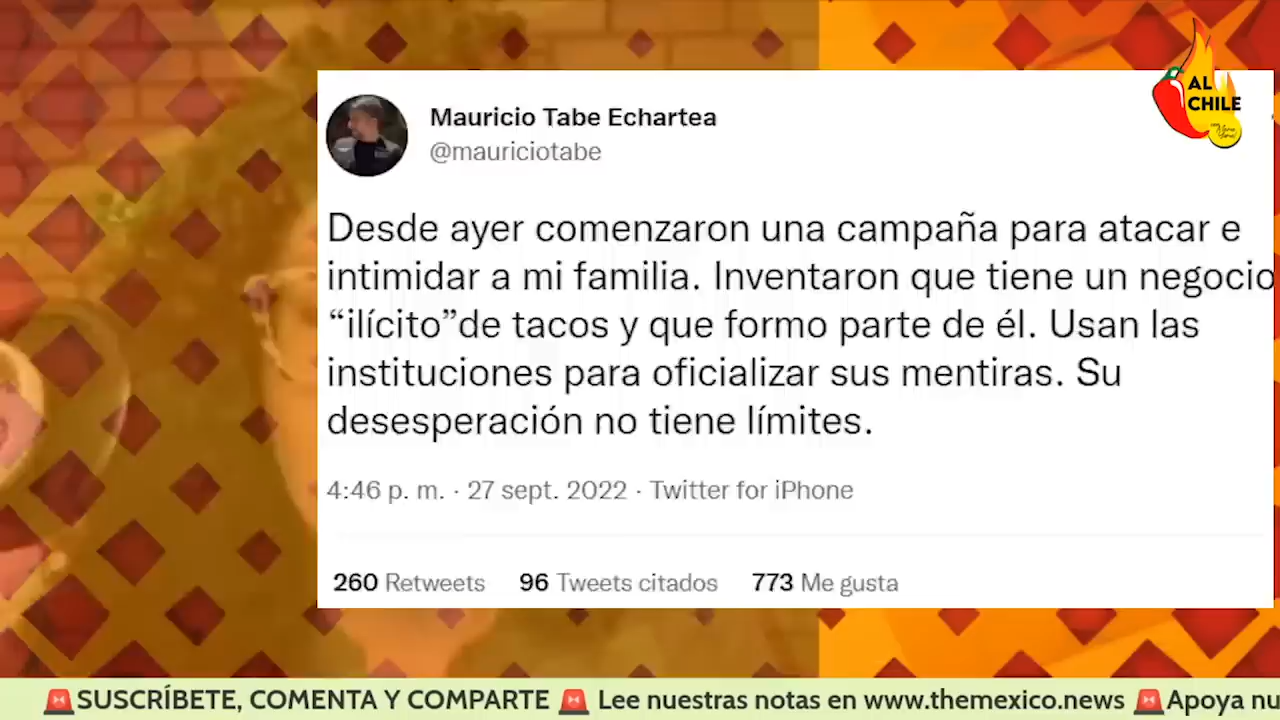 AL
CHILE
Mauricio Tabe Echartea
@mauriciotabe
Desde ayer comenzaron una campaña para atacar e
intimidar a mi familia. Inventaron que tiene un negocio
“ilícito”de tacos y que formo parte de él. Usan las
instituciones para oficializar sus mentiras. Su
desesperación no tiene límites.
4:46 p. m. · 27 sept. 2022 · Twitter for iPhone
260 Retweets 96 Tweets citados 773 Me gusta
SUSCRÍBETE, COMENTA Y COMPARTE Lee nuestras notas en www.themexico.news Apoya nu